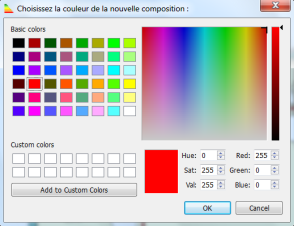 Choisissez la couleur de la nouvelle composition :
Basic colors
Custom colors
Add to Custom Colors
Hue: 0 Red: 255
Sat: 255 Green: 0
Val: 255 Blue: 0
OK Cancel